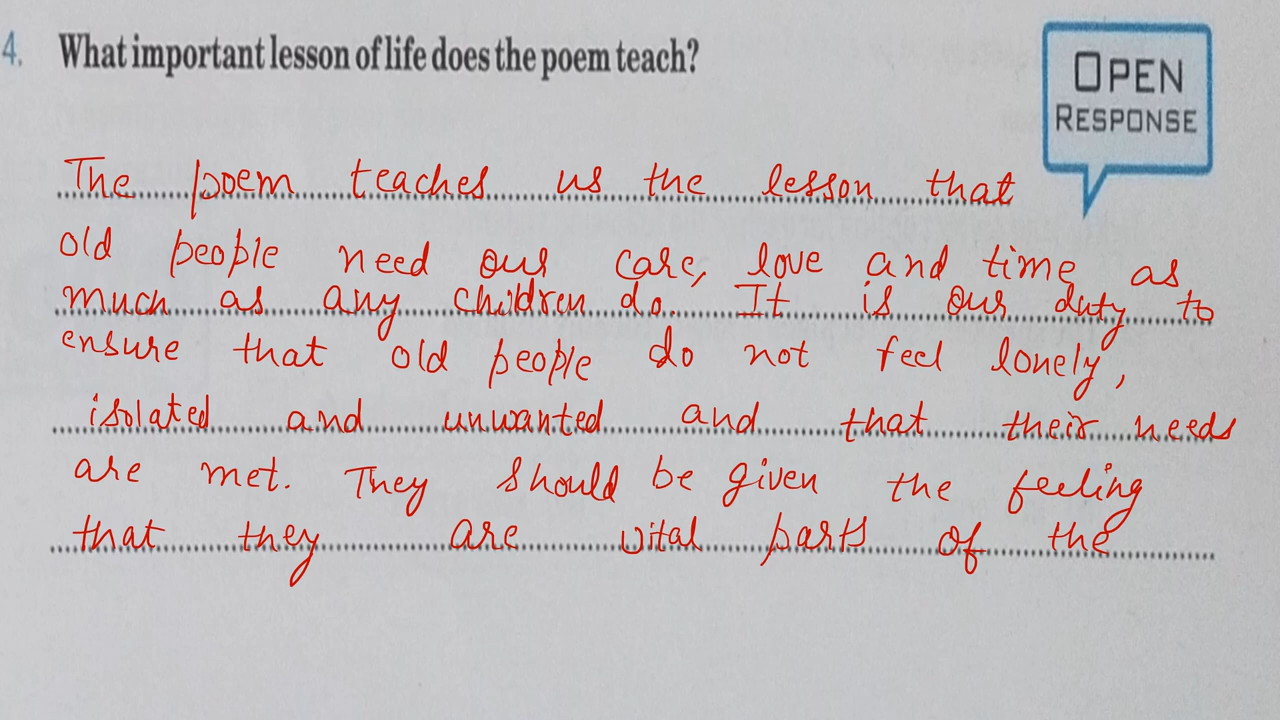 4. What important lesson of life does the poem teach?
OPEN
RESPONSE
The poem teaches us the lesson that
old people need our care, love and time as
much as any children do. It is our duty to
ensure that old people do not feel lonely,
isolated and unwanted and that their needs
are met. They should be given the feeling
that they are vital parts of the